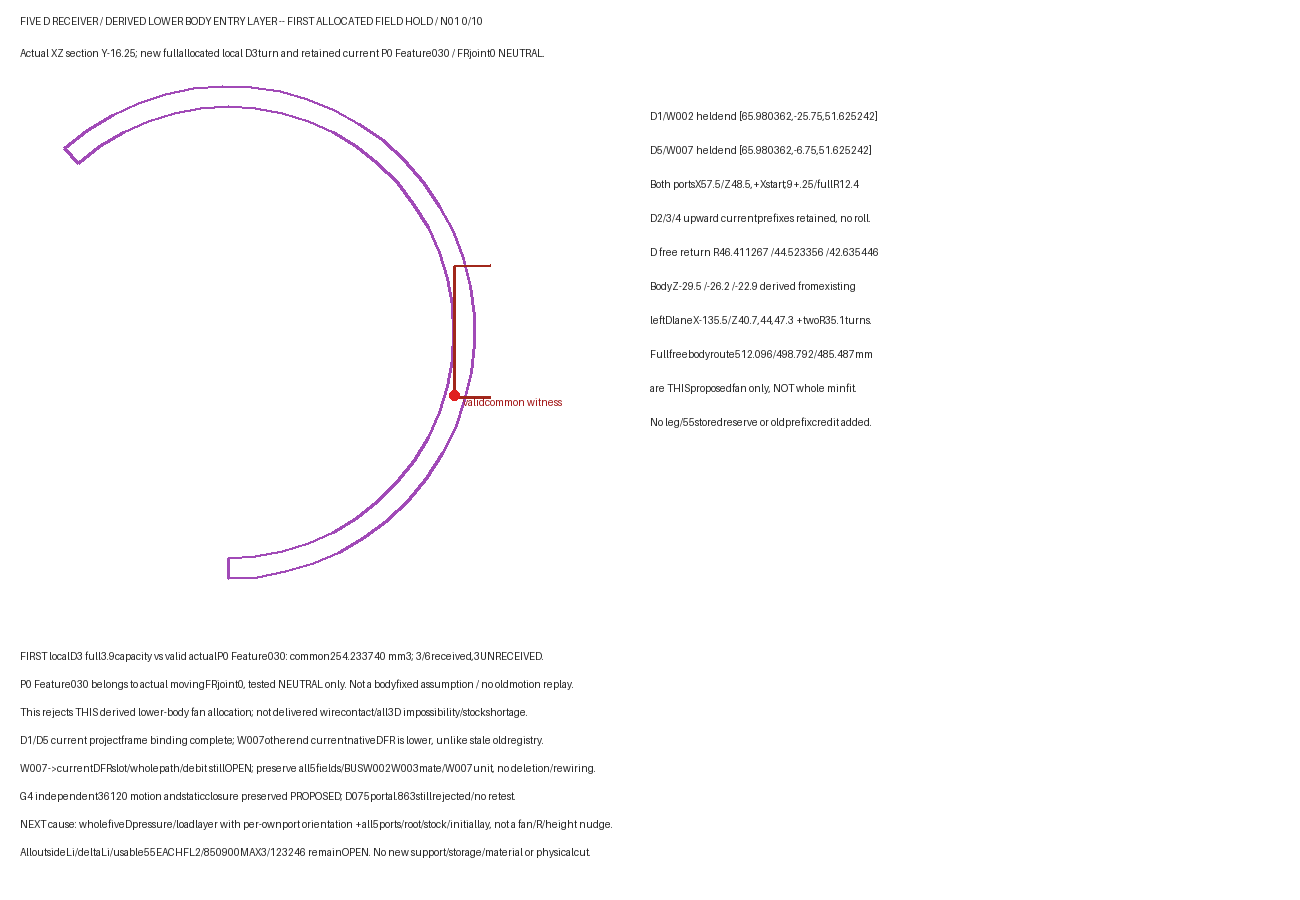 FIVE D RECEIVER / DERIVED LOWER BODY ENTRY LAYER -- FIRST ALLOCATED FIELD HOLD / N01 0/10
Actual XZ section Y-16.25; new fullallocated local D3turn and retained current P0 Feature030 / FRjoint0 NEUTRAL.
D1/W002 heldend [65.980362,-25.75,51.625242]
D5/W007 heldend [65.980362,-6.75,51.625242]
Both portsX57.5/Z48.5,+Xstart;9+.25/fullR12.4
D2/3/4 upward currentprefixes retained, no roll.
D free return R46.411267 /44.523356 /42.635446
BodyZ-29.5 /-26.2 /-22.9 derived fromexisting
leftDlaneX-135.5/Z40.7,44,47.3 +twoR35.1turns.
Fullfreebodyroute512.096/498.792/485.487mm
are THISproposedfan only, NOT whole minfit.
No leg/55storedreserve or oldprefixcredit added.
validcommon witness
FIRST localD3 full3.9capacity vs valid actualP0 Feature030: common254.233740 mm3; 3/6received,3UNRECEIVED.
P0 Feature030 belongs to actual movingFRjoint0, tested NEUTRAL only. Not a bodyfixed assumption / no oldmotion replay.
This rejects THIS derived lower-body fan allocation; not delivered wirecontact/all3D impossibility/stockshortage.
D1/D5 current projectframe binding complete; W007otherend currentnativeDFR is lower, unlike stale oldregistry.
W007->currentDFRslot/wholepath/debit stillOPEN; preserve all5fields/BUSW002W003mate/W007unit, no deletion/rewiring.
G4 independent36120 motion andstaticclosure preserved PROPOSED; D075portal.863stillrejected/no retest.
NEXT cause: wholefiveDpressure/loadlayer with per-ownport orientation +all5ports/root/stock/initiallay, not a fan/R/height nudge.
AlloutsideLi/deltaLi/usable55EACHFL2/850900MAX3/123246 remainOPEN. No new support/storage/material or physicalcut.